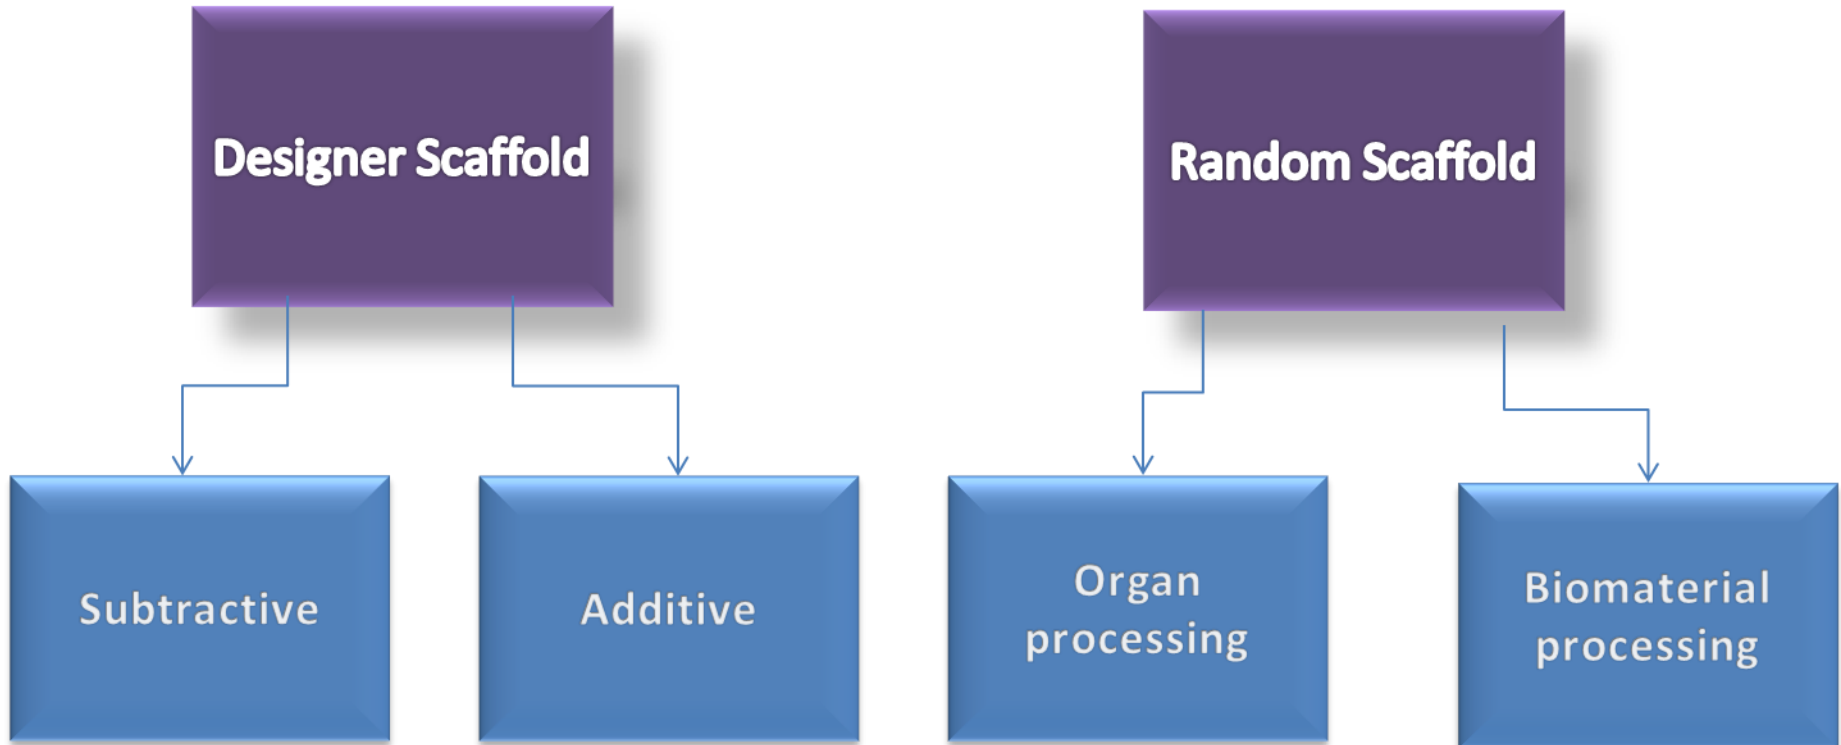 Designer Scaffold
Random Scaffold
Subtractive
Additive
Organ
processing
Biomaterial
processing